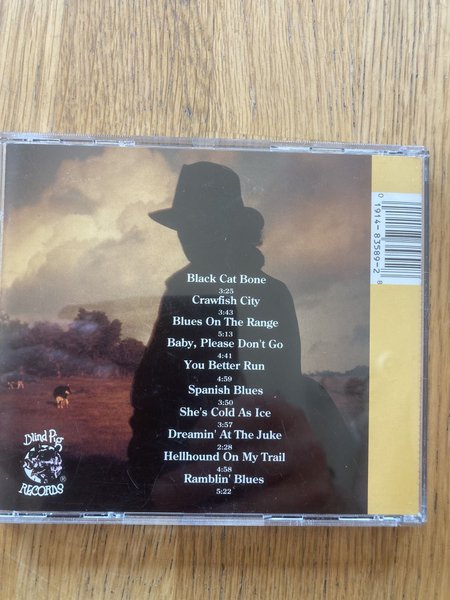 Black Cat Bone
3:25
Crawfish City
3:43
Blues On The Range
5:13
Baby, Please Don't Go
4:41
You Better Run
4:59
Spanish Blues
3:50
She's Cold As Ice
3:57
Dreamin' At The Juke
2:28
Hellhound On My Trail
4:58
Ramblin' Blues
5:22
Blind Pig
RECORDS®
0 1914-83589-2 8